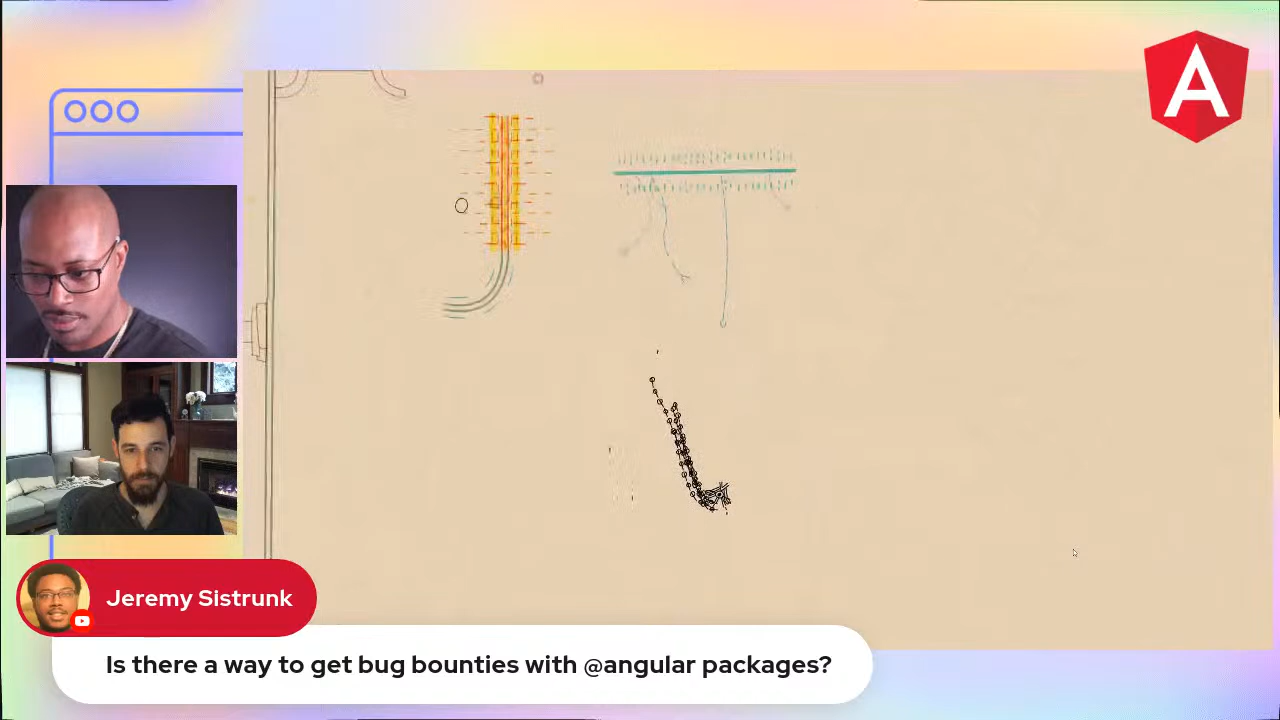 A
Jeremy Sistrunk
Is there a way to get bug bounties with @angular packages?